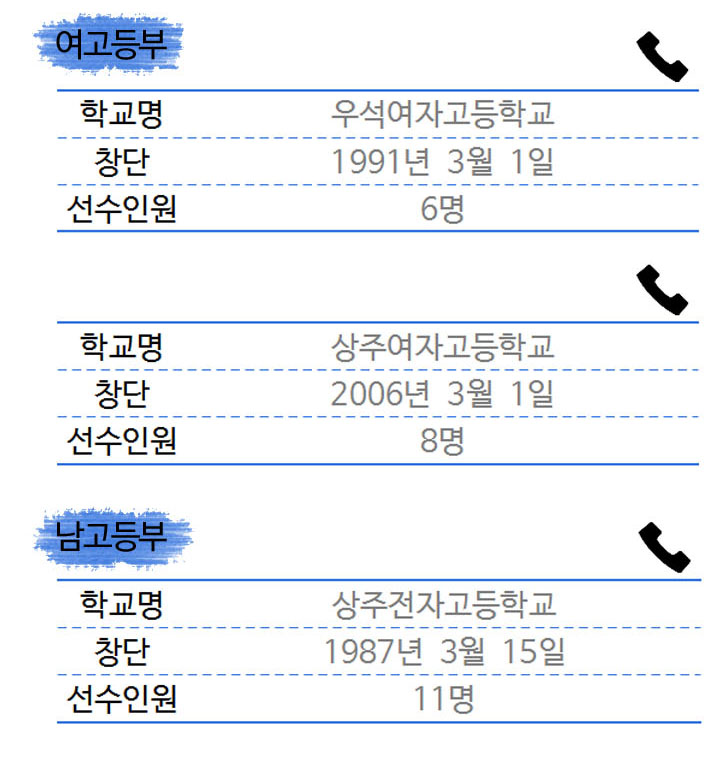 여고등부
학교명 우석여자고등학교
창단 1991년 3월 1일
선수인원 6명
학교명 상주여자고등학교
창단 2006년 3월 1일
선수인원 8명
남고등부
학교명 상주전자고등학교
창단 1987년 3월 15일
선수인원 11명